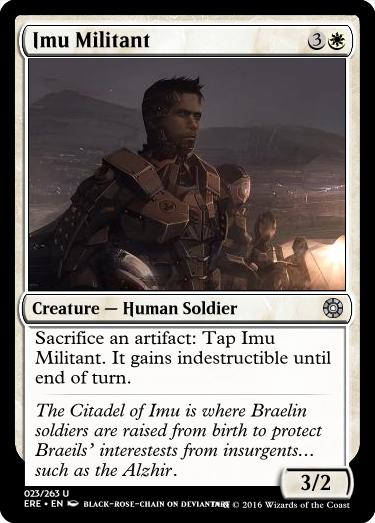 Imu Militant 3
Creature — Human Soldier
Sacrifice an artifact: Tap Imu
Militant. It gains indestructible until
end of turn.
The Citadel of Imu is where Braelin
soldiers are raised from birth to protect
Braeils' interestests from insurgents...
such as the Alzhir.
3/2
023/263 U
ERE • EN BLACK-ROSE-CHAIN ON DEVIANTART © 2016 Wizards of the Coast